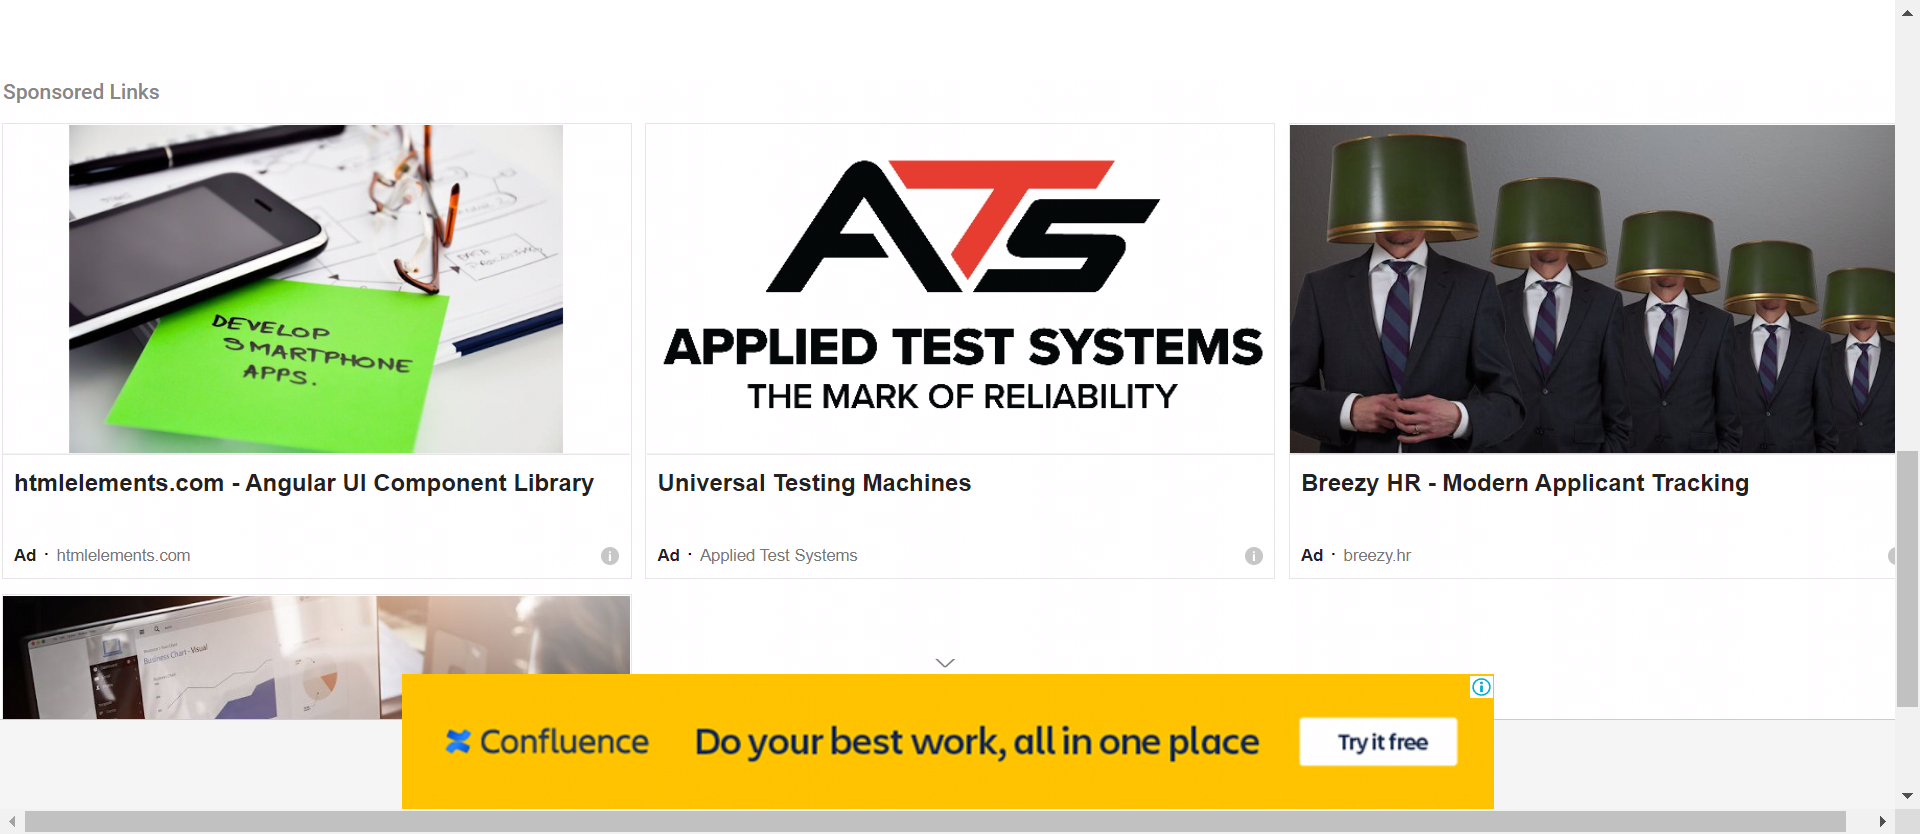 Sponsored Links
DEVELOP
SMARTPHONE
APPS.
ATS
APPLIED TEST SYSTEMS
THE MARK OF RELIABILITY
htmlelements.com - Angular UI Component Library
Ad · htmlelements.com
Universal Testing Machines
Ad · Applied Test Systems
Breezy HR - Modern Applicant Tracking
Ad · breezy.hr
Business Chart - Visual
Confluence
Do your best work, all in one place
Try it free